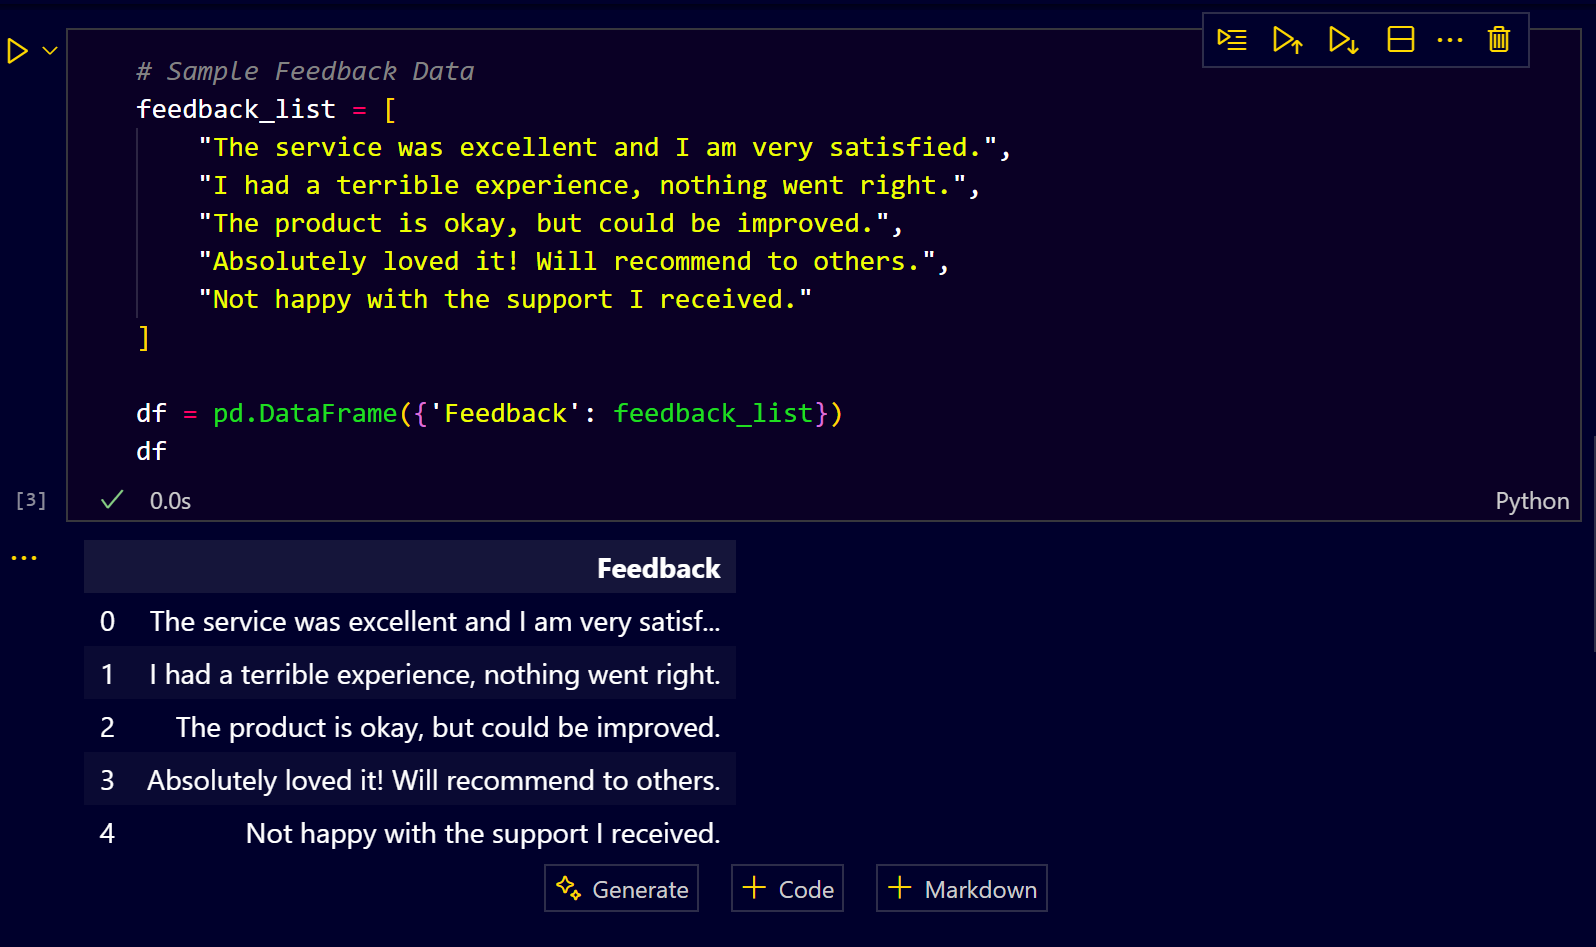 # Sample Feedback Data
feedback_list = [
    "The service was excellent and I am very satisfied.",
    "I had a terrible experience, nothing went right.",
    "The product is okay, but could be improved.",
    "Absolutely loved it! Will recommend to others.",
    "Not happy with the support I received."
]
df = pd.DataFrame({'Feedback': feedback_list})
df
[3] 0.0s Python
Feedback
0 The service was excellent and I am very satisf...
1 I had a terrible experience, nothing went right.
2 The product is okay, but could be improved.
3 Absolutely loved it! Will recommend to others.
4 Not happy with the support I received.
Generate + Code + Markdown